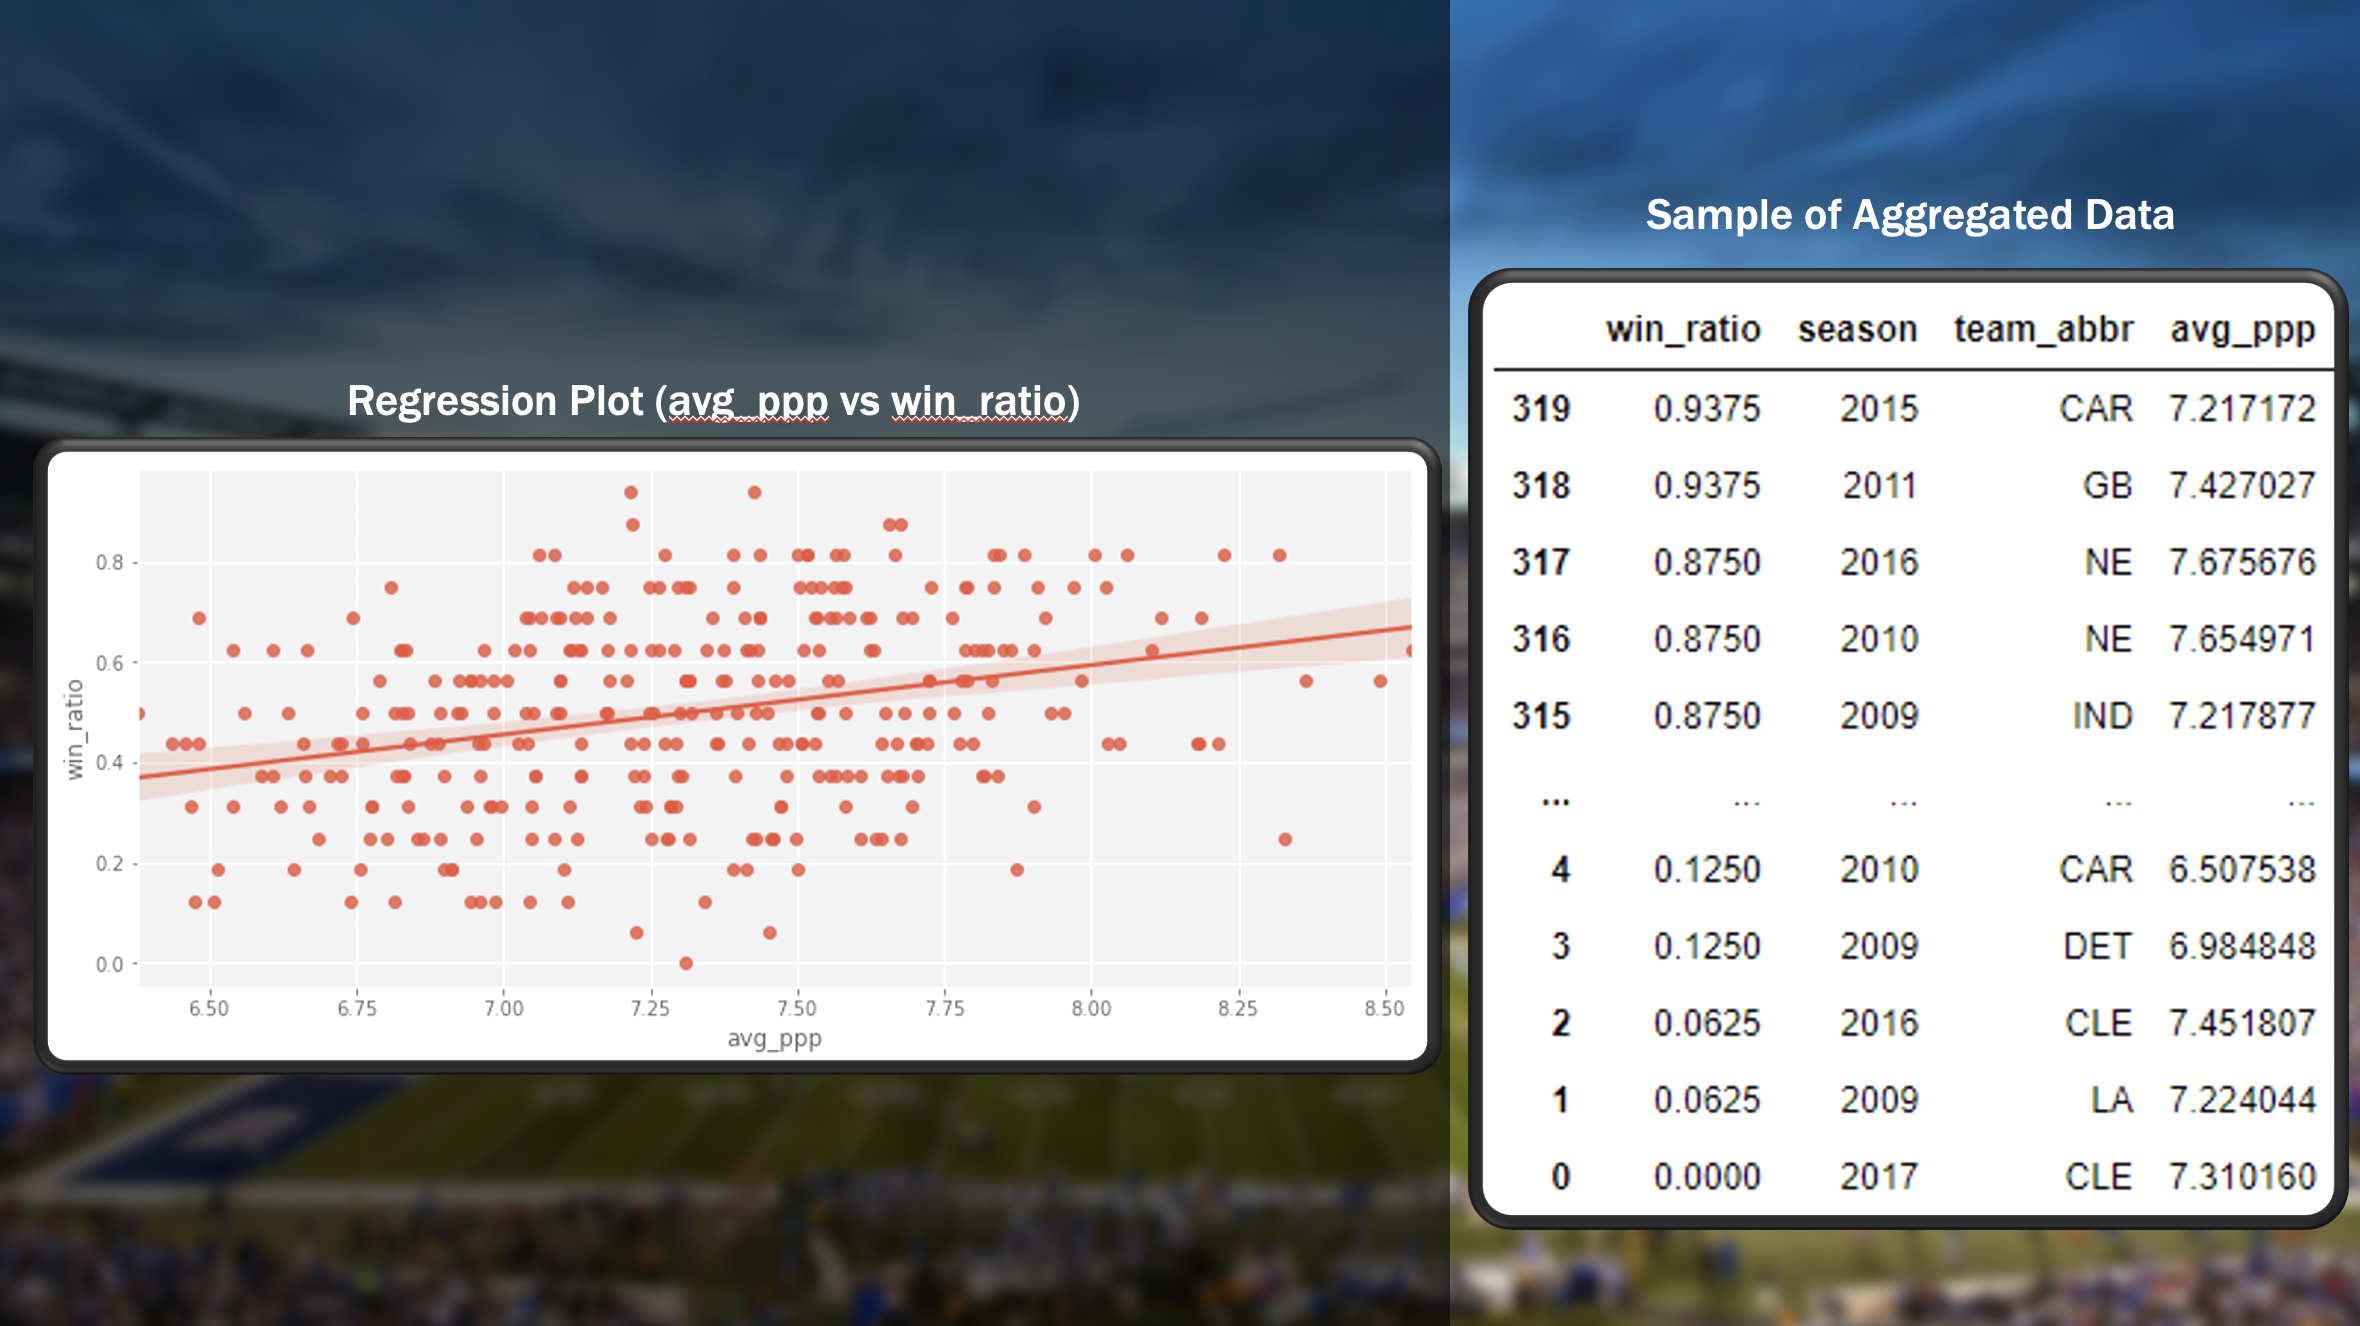 Sample of Aggregated Data
Regression Plot (avg_ppp vs win_ratio)
win_ratio
0.8
0.6
0.4
0.2
0.0
6.50 6.75 7.00 7.25 7.50 7.75 8.00 8.25 8.50
avg_ppp
win_ratio season team_abbr avg_ppp
319 0.9375 2015 CAR 7.217172
318 0.9375 2011 GB 7.427027
317 0.8750 2016 NE 7.675676
316 0.8750 2010 NE 7.654971
315 0.8750 2009 IND 7.217877
... ... ... ... ...
4 0.1250 2010 CAR 6.507538
3 0.1250 2009 DET 6.984848
2 0.0625 2016 CLE 7.451807
1 0.0625 2009 LA 7.224044
0 0.0000 2017 CLE 7.310160